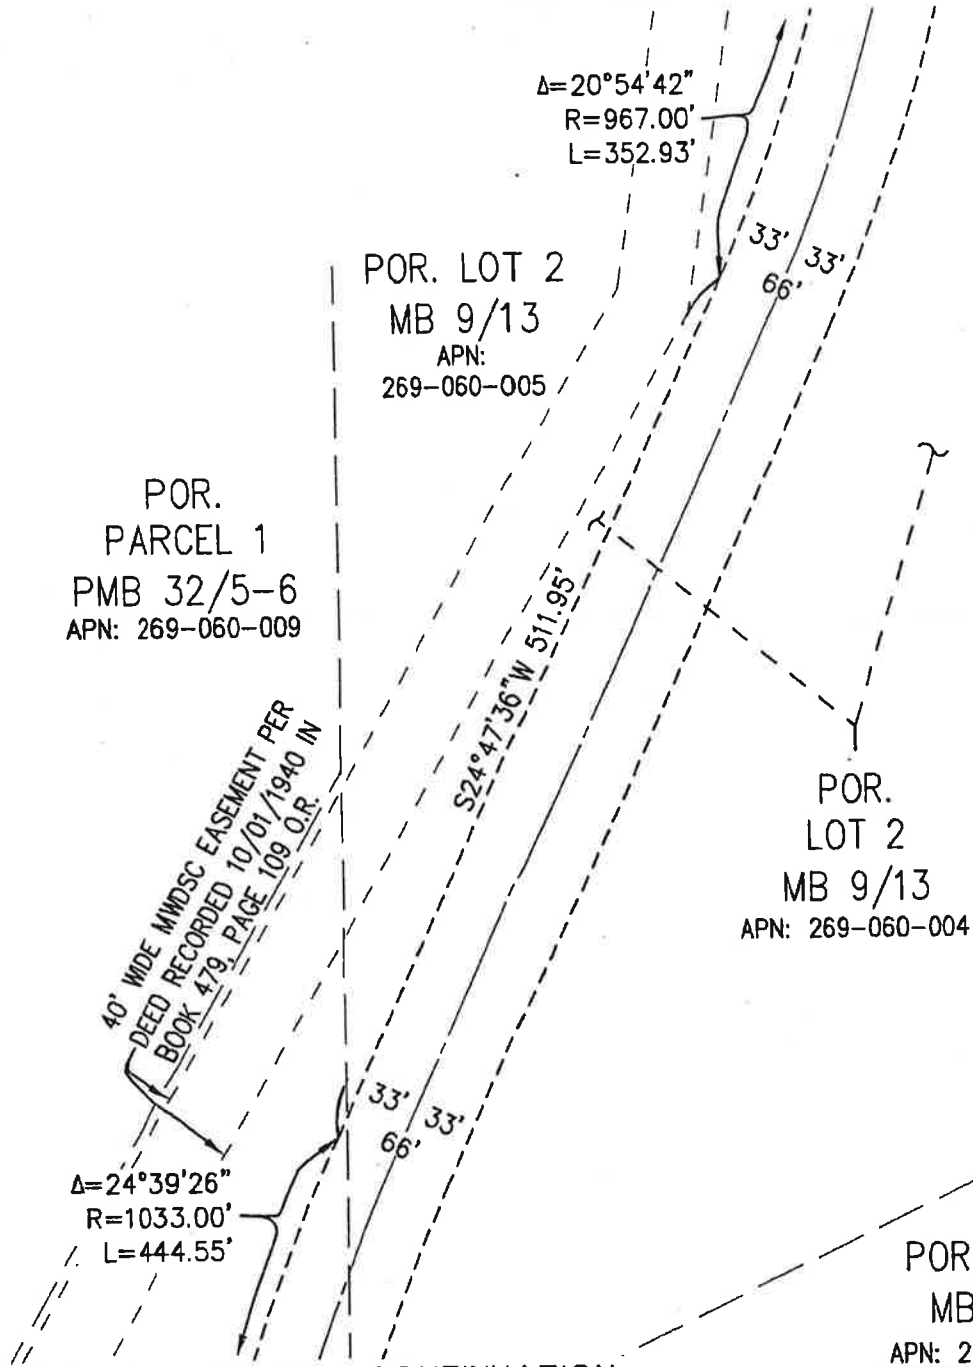 Δ=20°54'42"
R=967.00'
L=352.93'
33' 33'
66'
POR. LOT 2
MB 9/13
APN:
269-060-005
POR.
PARCEL 1
PMB 32/5-6
APN: 269-060-009
S24°47'36"W 511.95'
40' WIDE MWDSC EASEMENT PER
DEED RECORDED 10/01/1940 IN
BOOK 479, PAGE 109 O.R.
POR.
LOT 2
MB 9/13
APN: 269-060-004
33' 33'
66'
Δ=24°39'26"
R=1033.00'
L=444.55'
POR
MB
APN: 2